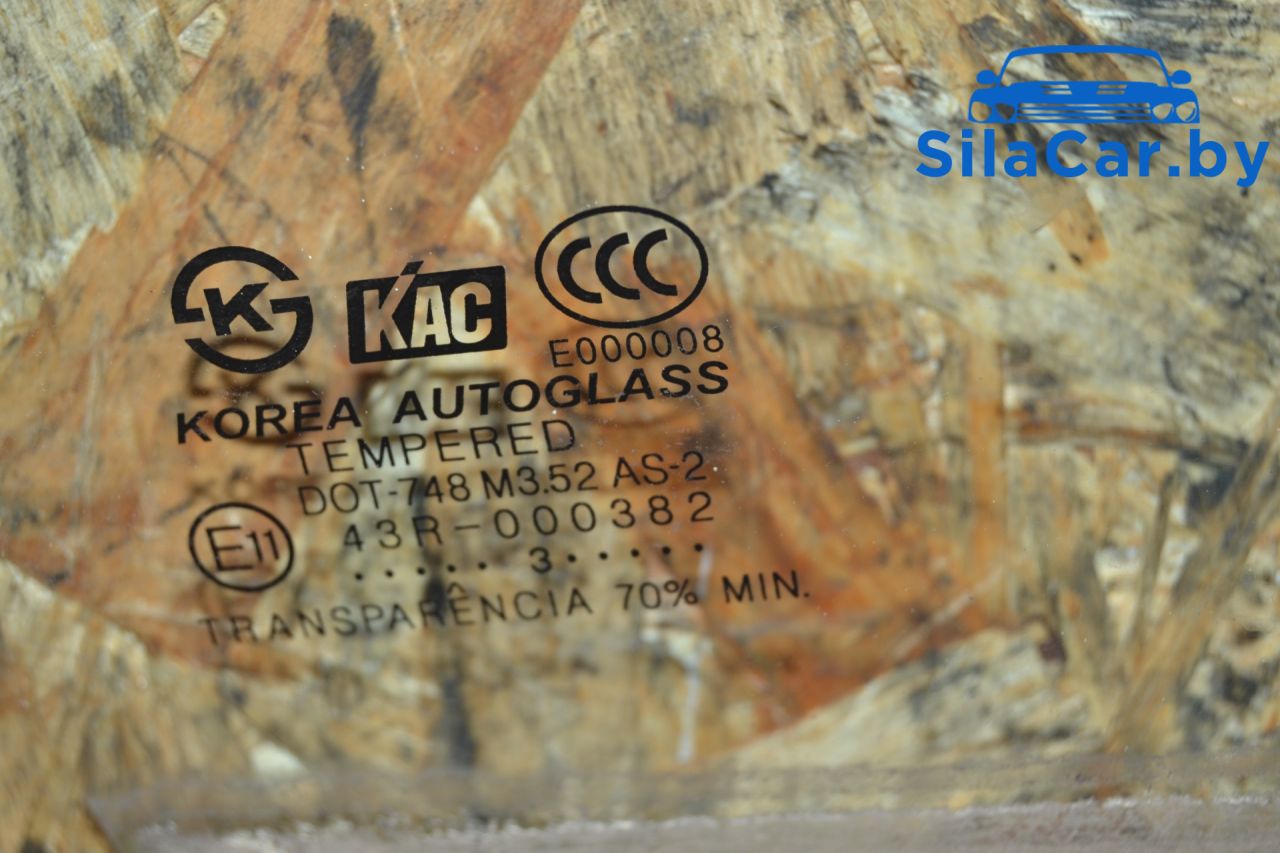 SilaCar.by
K KAC CCC
E000008
KOREA AUTOGLASS
TEMPERED
DOT-748 M3.52 AS-2
E11 43R-000382
.....3.....
TRANSPARÊNCIA 70% MIN.